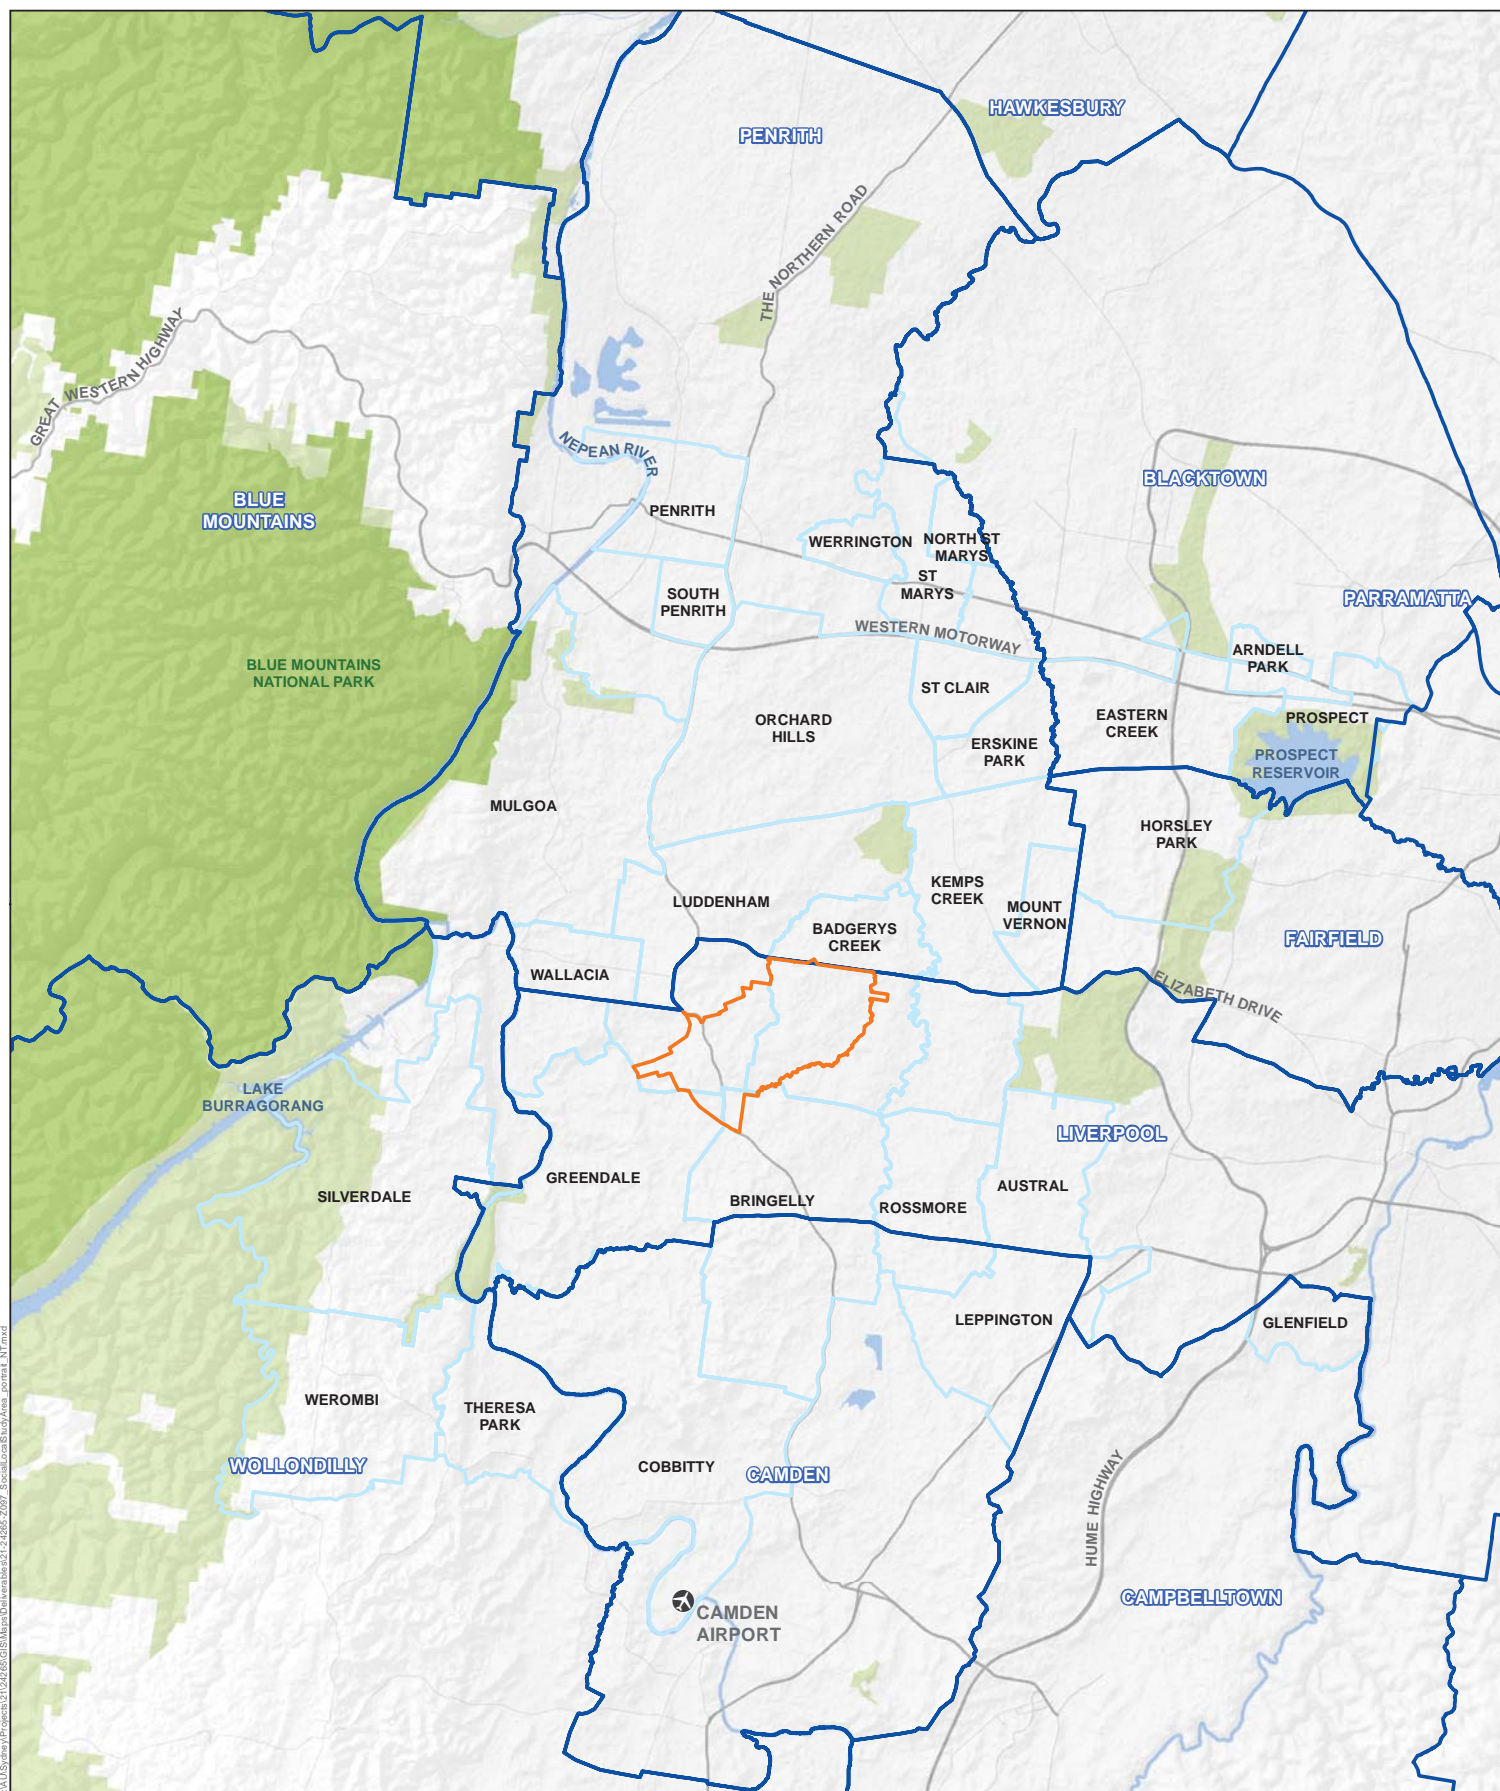 HAWKESBURY
PENRITH
THE NORTHERN ROAD
GREAT WESTERN HIGHWAY
NEPEAN RIVER
BLACKTOWN
BLUE
MOUNTAINS
PENRITH
WERRINGTON
NORTH ST
MARYS
ST
MARYS
SOUTH
PENRITH
PARRAMATTA
WESTERN MOTORWAY
ARNDELL
PARK
BLUE MOUNTAINS
NATIONAL PARK
ST CLAIR
ORCHARD
HILLS
EASTERN
CREEK
PROSPECT
ERSKINE
PARK
PROSPECT
RESERVOIR
MULGOA
HORSLEY
PARK
KEMPS
CREEK
LUDDENHAM
MOUNT
VERNON
BADGERYS
CREEK
FAIRFIELD
WALLACIA
ELIZABETH DRIVE
LAKE
BURRAGORANG
LIVERPOOL
GREENDALE
AUSTRAL
SILVERDALE
BRINGELLY
ROSSMORE
LEPPINGTON
GLENFIELD
WEROMBI
THERESA
PARK
WOLLONDILLY
COBBITTY
CAMDEN
HUME HIGHWAY
CAMPBELLTOWN
CAMDEN
AIRPORT